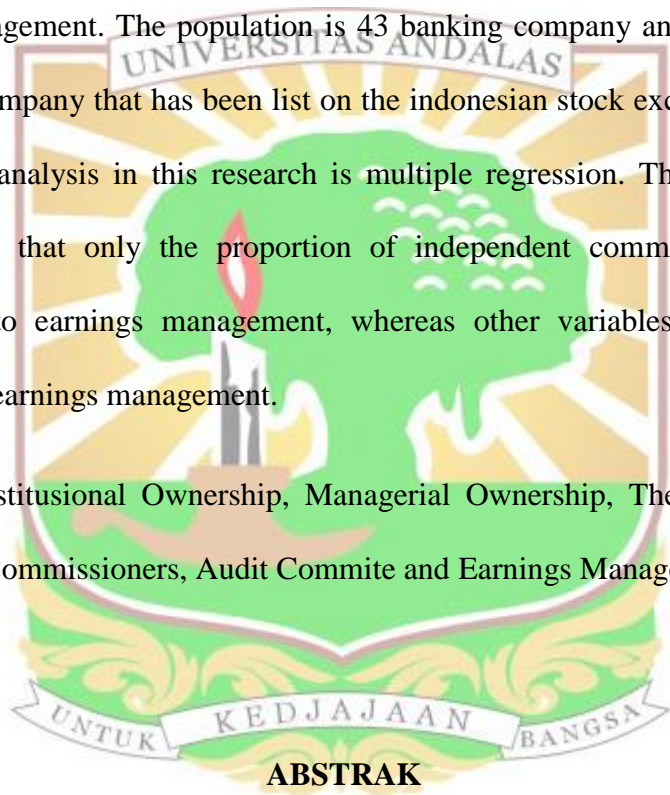 agement. The population is 43 banking company an
UNIVERSITAS ANDALAS
mpany that has been list on the indonesian stock exc
analysis in this research is multiple regression. Th
that only the proportion of independent comm
to earnings management, whereas other variables
earnings management.
stitusional Ownership, Managerial Ownership, The
ommissioners, Audit Commite and Earnings Manage
UNTUK KEDJAJAAN BANGSA
ABSTRAK